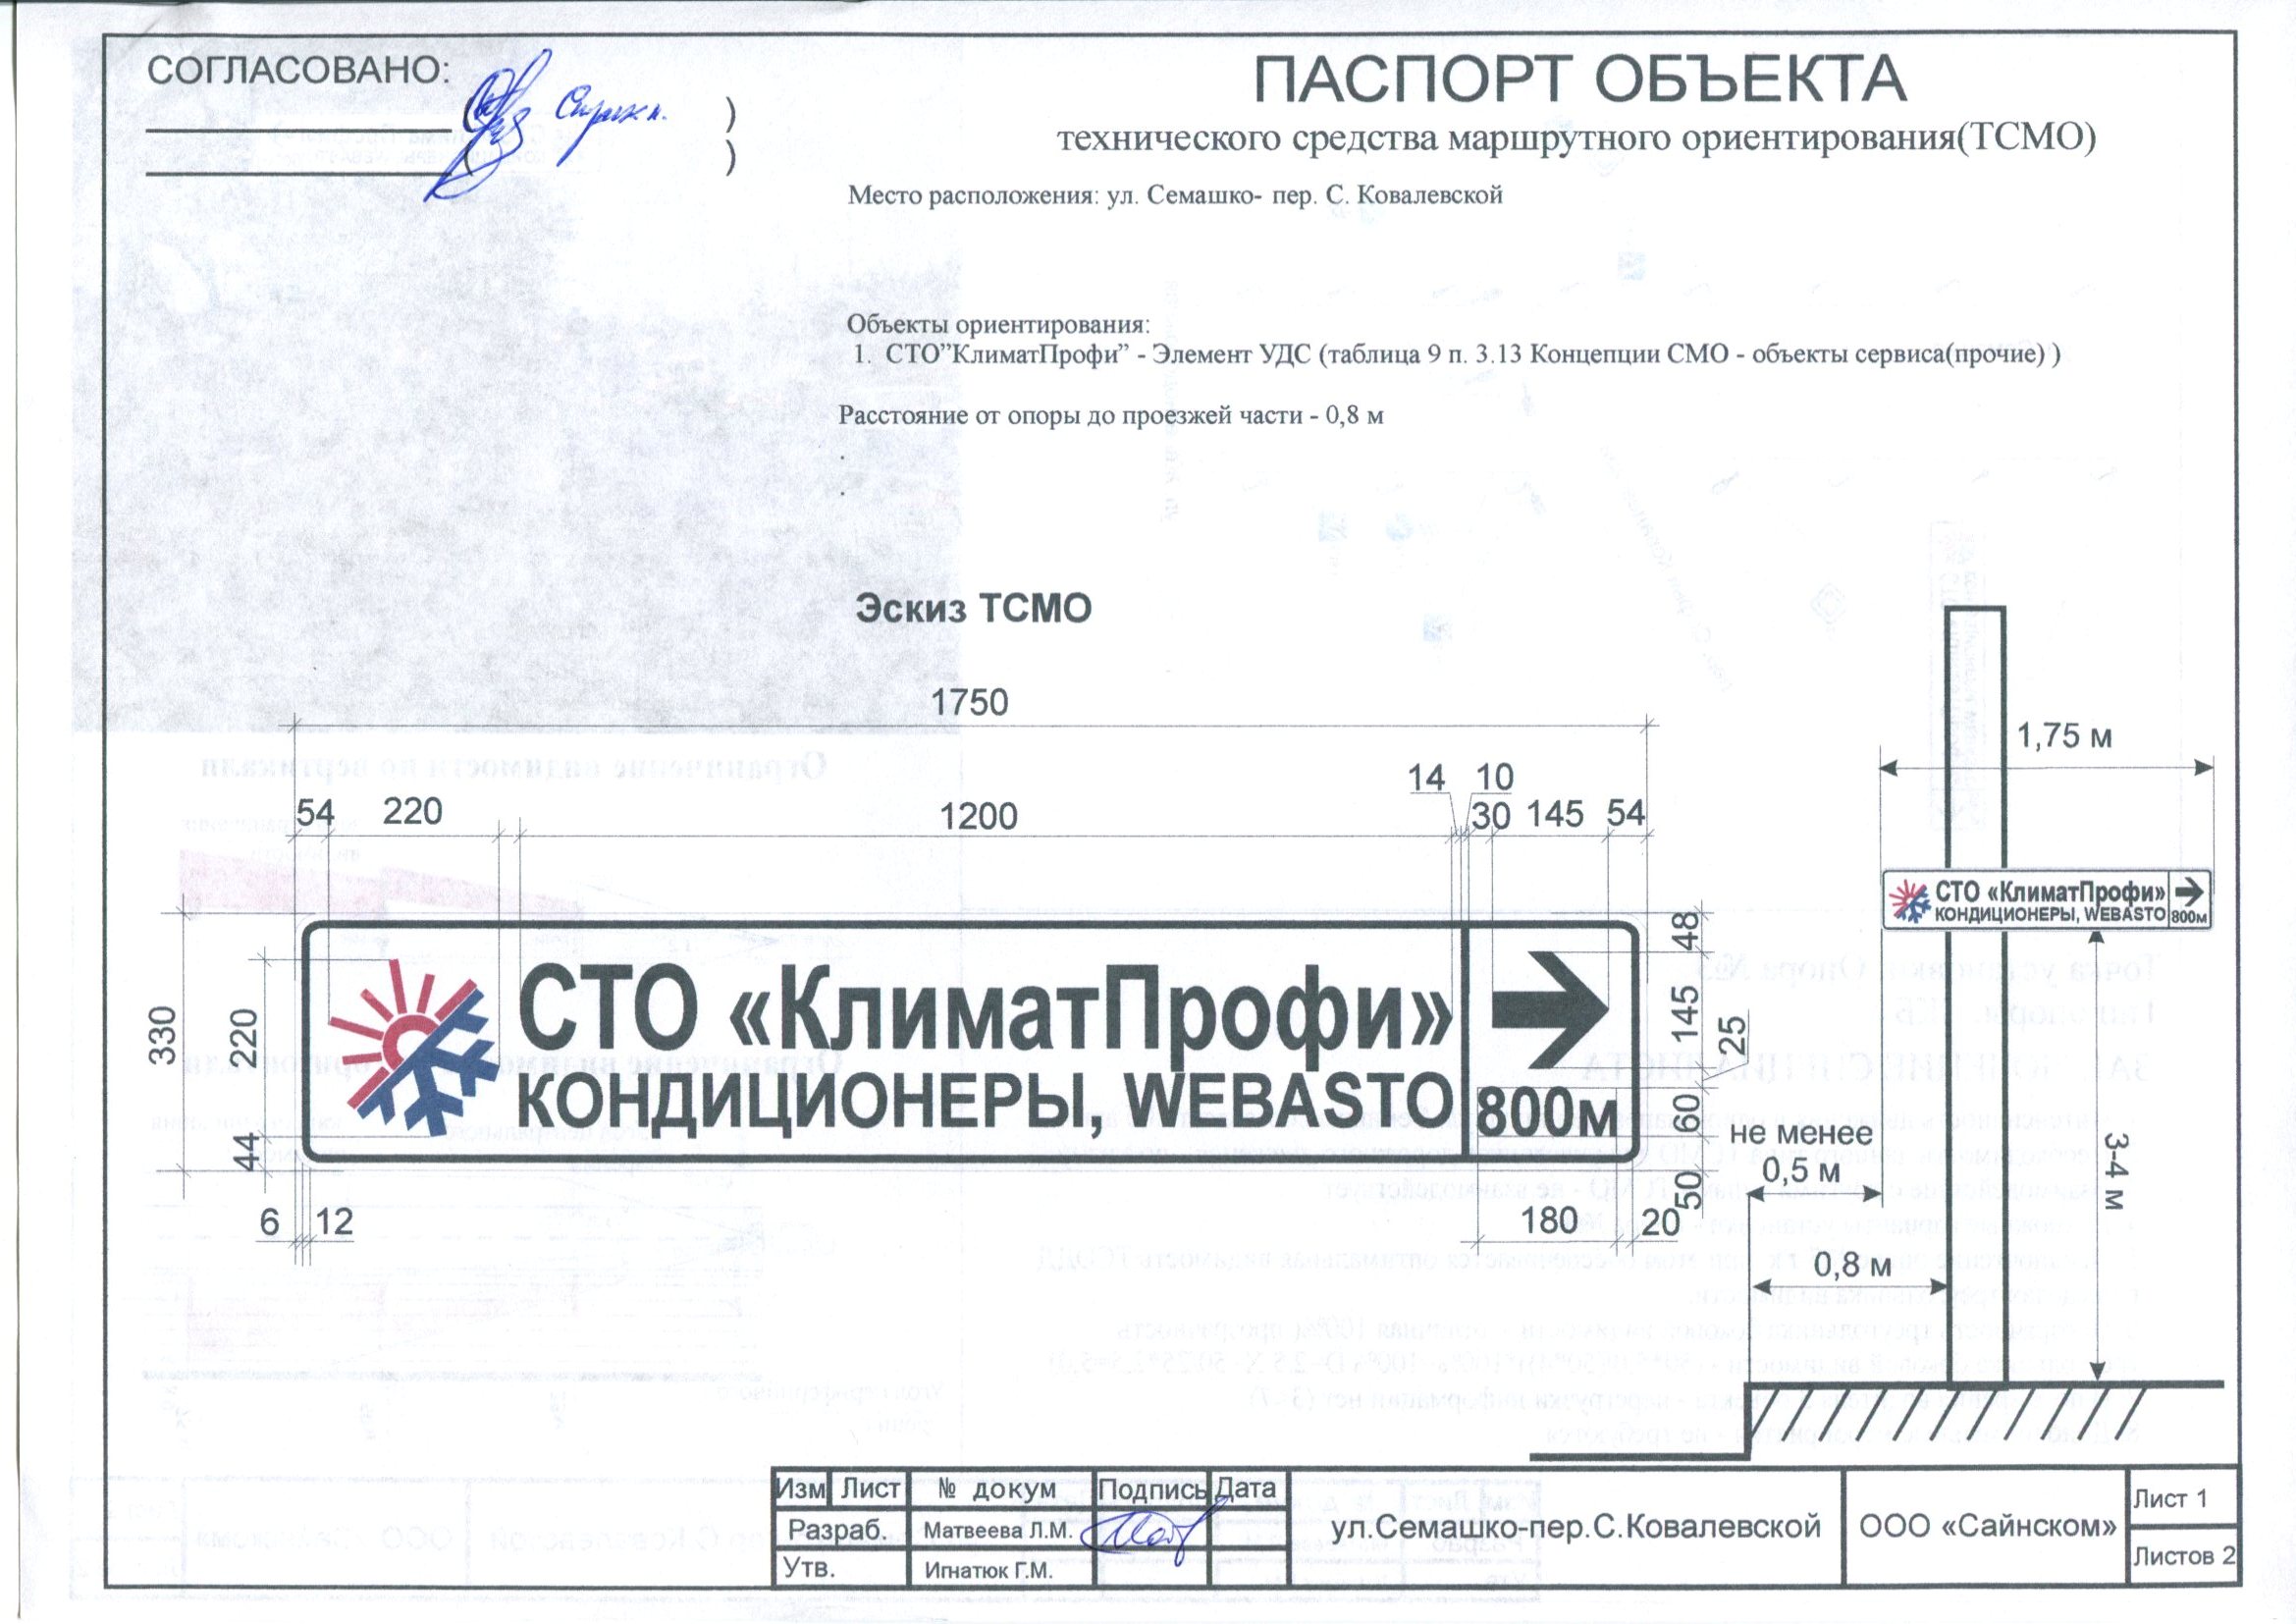 СОГЛАСОВАНО:
( )
( )
ПАСПОРТ ОБЪЕКТА
технического средства маршрутного ориентирования(ТСМО)
Место расположения: ул. Семашко- пер. С. Ковалевской
Объекты ориентирования:
1. СТО”КлиматПрофи” - Элемент УДС (таблица 9 п. 3.13 Концепции СМО - объекты сервиса(прочие) )
Расстояние от опоры до проезжей части - 0,8 м
.
.
Эскиз ТСМО
1750
14 10
54 220 1200 30 145 54
330 220 44
СТО «КлиматПрофи»
КОНДИЦИОНЕРЫ, WEBASTO
800м
48 145 25 60 50
6 12
180 20
1,75 м
СТО «КлиматПрофи»
КОНДИЦИОНЕРЫ, WEBASTO 800м
не менее
0,5 м
0,8 м
3-4 м
Изм Лист № докум Подпись Дата
Разраб. Матвеева Л.М.
Утв. Игнатюк Г.М.
ул.Семашко-пер.С.Ковалевской
ООО «Сайнском»
Лист 1
Листов 2